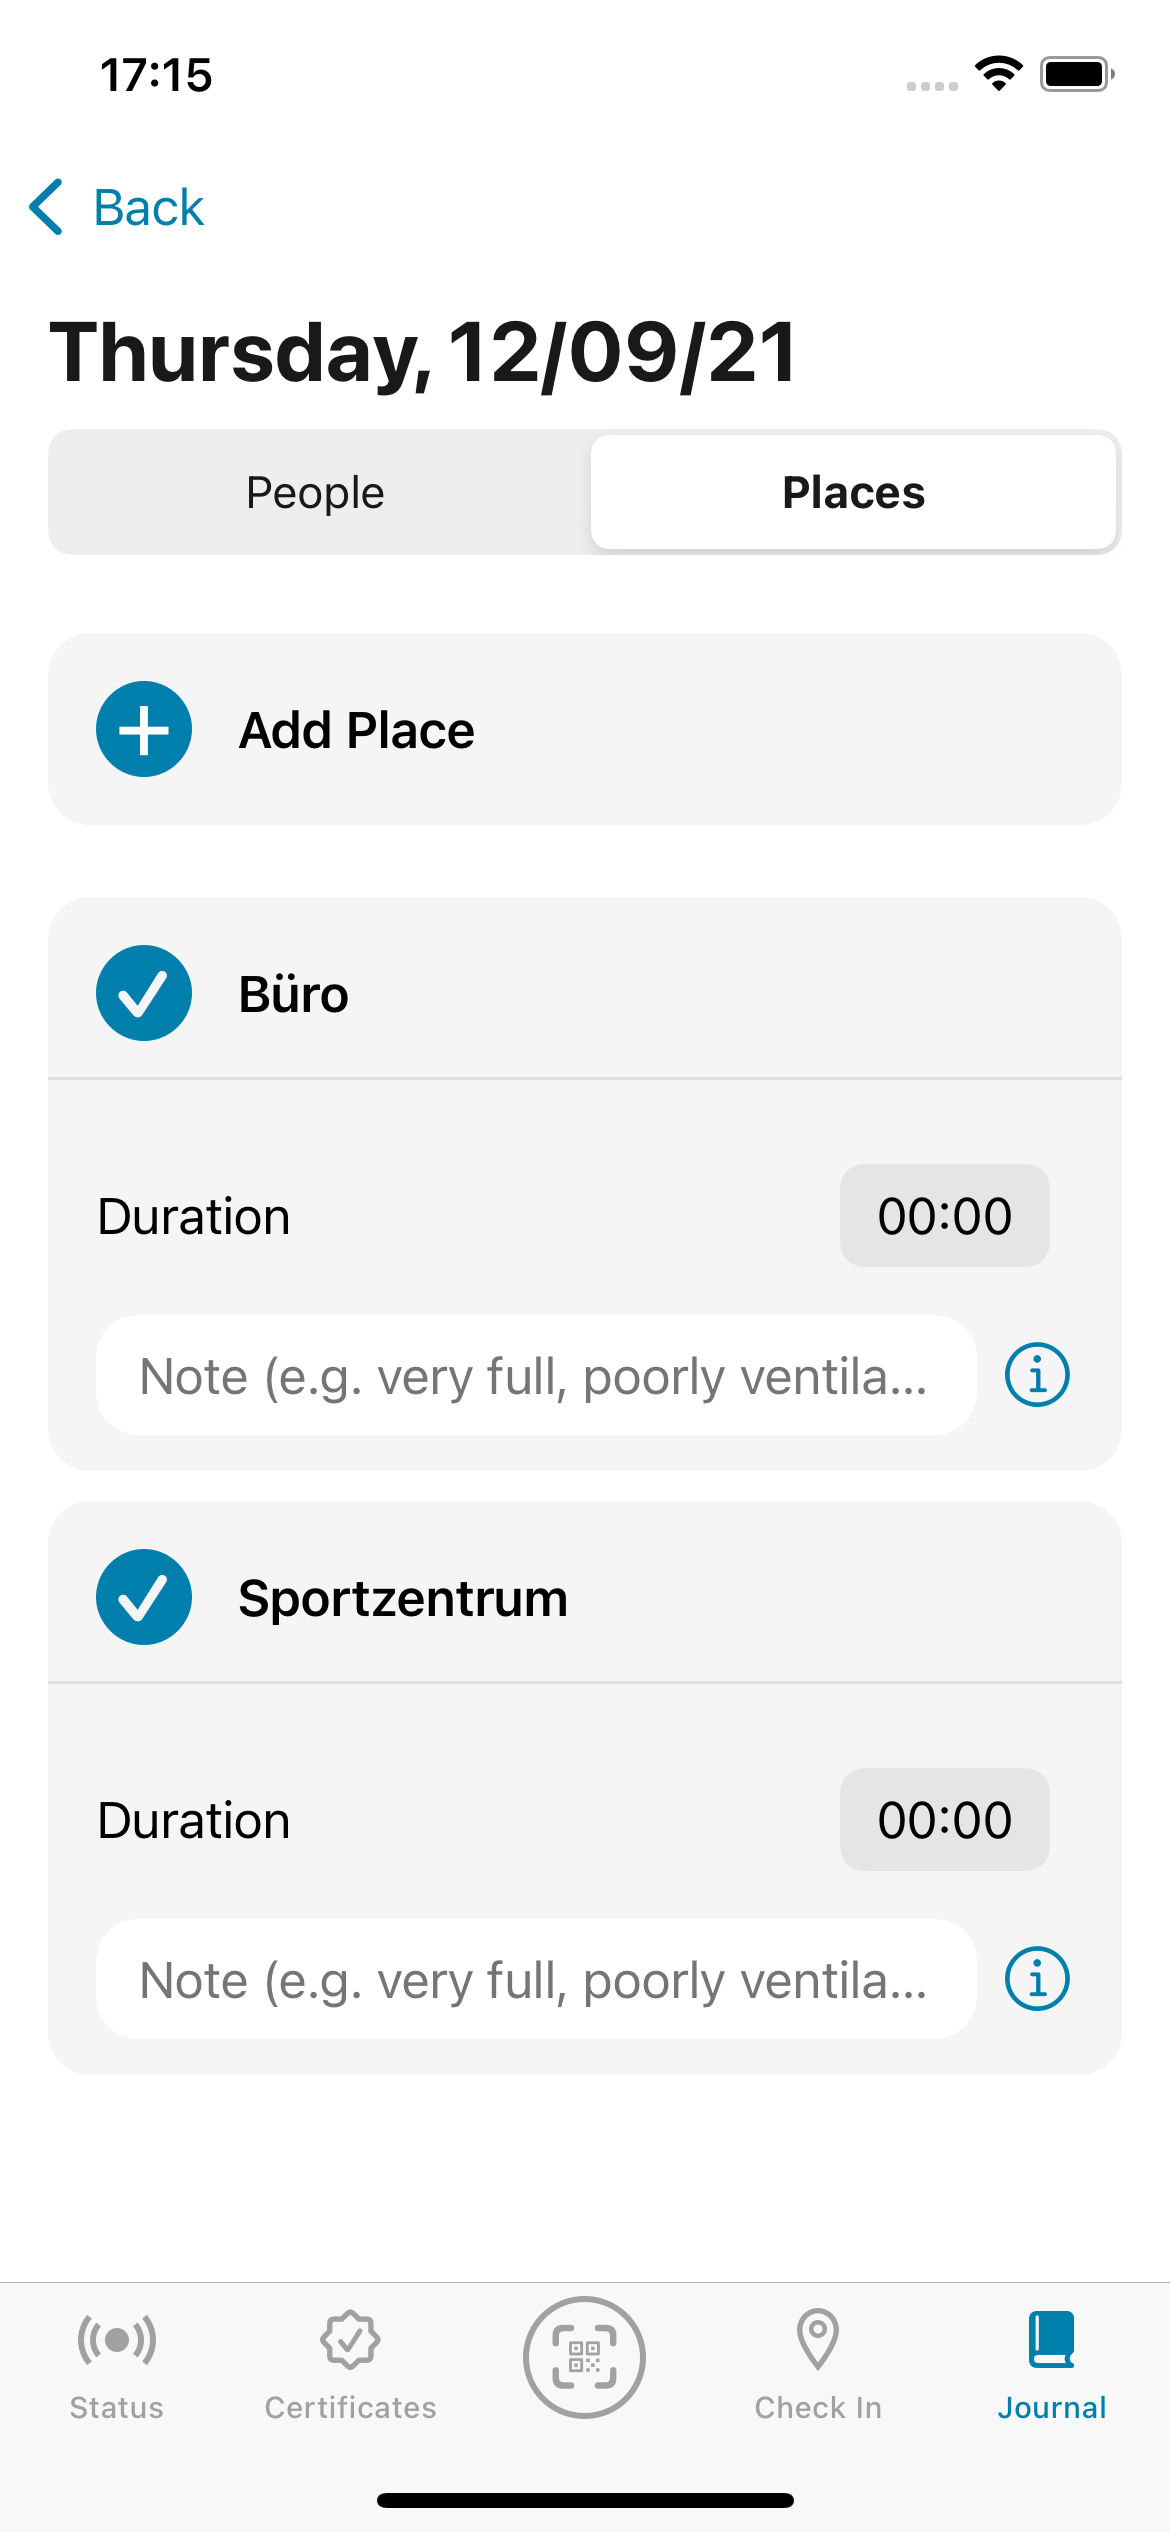 17:15
Back
Thursday, 12/09/21
People
Places
Add Place
Büro
Duration
00:00
Note (e.g. very full, poorly ventila...
Sportzentrum
Duration
00:00
Note (e.g. very full, poorly ventila...
Status
Certificates
Check In
Journal